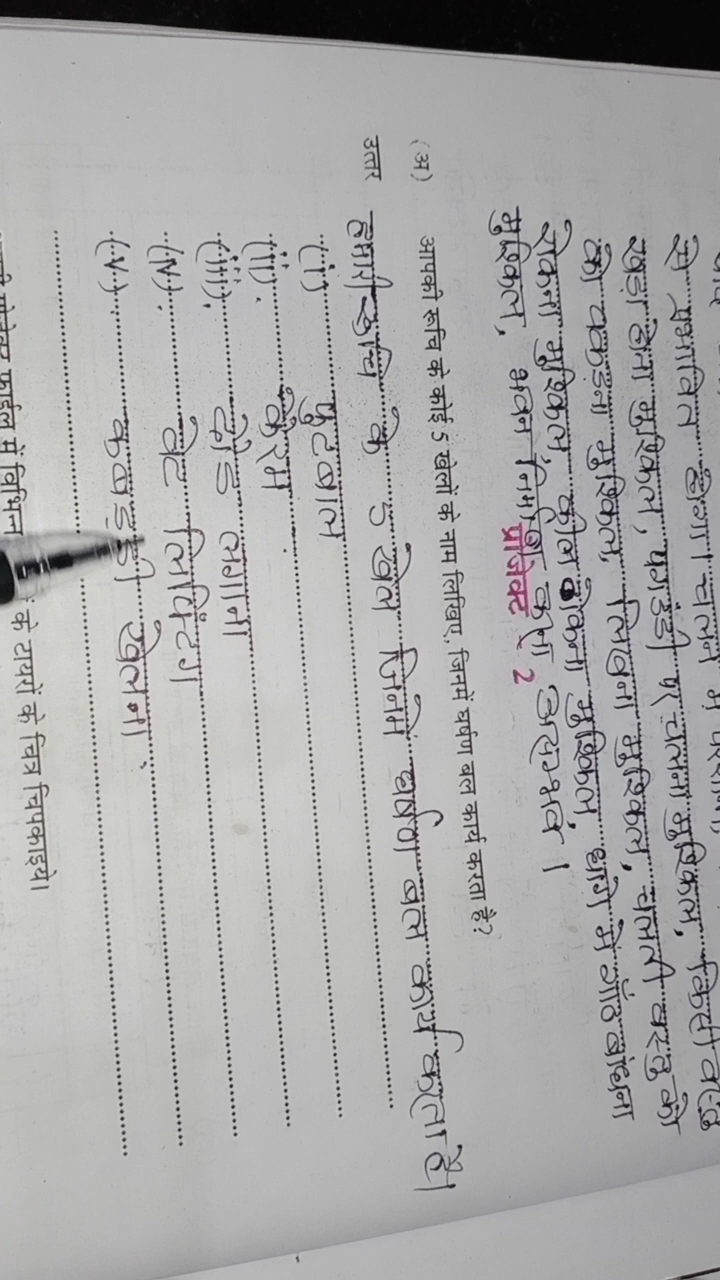 से प्रभावित होगा। चलने में परेशानी,
खड़ा होना मुश्किल, पगडंडी पर चलना मुश्किल, किसी वस्तु
को पकड़ना मुश्किल, लिखना मुश्किल, चलती वस्तु को
रोकना मुश्किल, कील ठोकना मुश्किल, धागे में गाँठ बांधना
मुश्किल, भवन निर्माण करना असम्भव।
प्रोजेक्ट - 2
(अ) आपकी रूचि के कोई 5 खेलों के नाम लिखिए, जिनमें घर्षण बल कार्य करता है?
उत्तर हमारी रूचि के 5 खेल जिनमें घर्षण बल कार्य करता है।
(i) फुटबाल
(ii) कैरम
(iii) दौड लगाना
(iv) वेट लिफ्टिंग
(v) कबड्डी खेलना
फाईल में विभिन्न के टायरों के चित्र चिपकाइये।